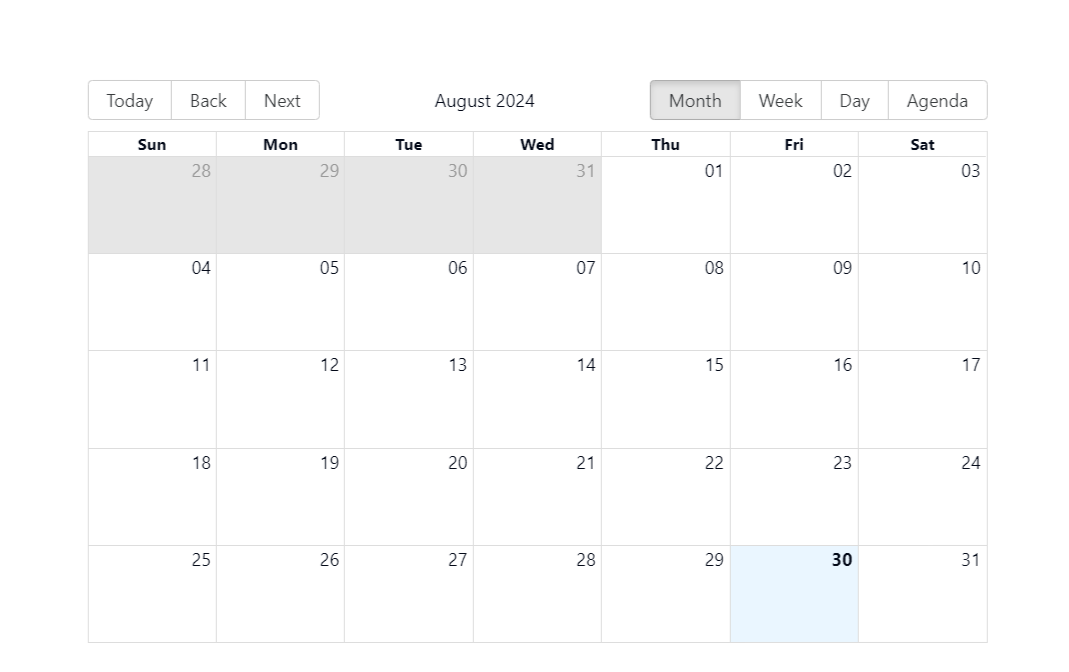 Today Back Next August 2024 Month Week Day Agenda
Sun Mon Tue Wed Thu Fri Sat
28 29 30 31 01 02 03
04 05 06 07 08 09 10
11 12 13 14 15 16 17
18 19 20 21 22 23 24
25 26 27 28 29 30 31